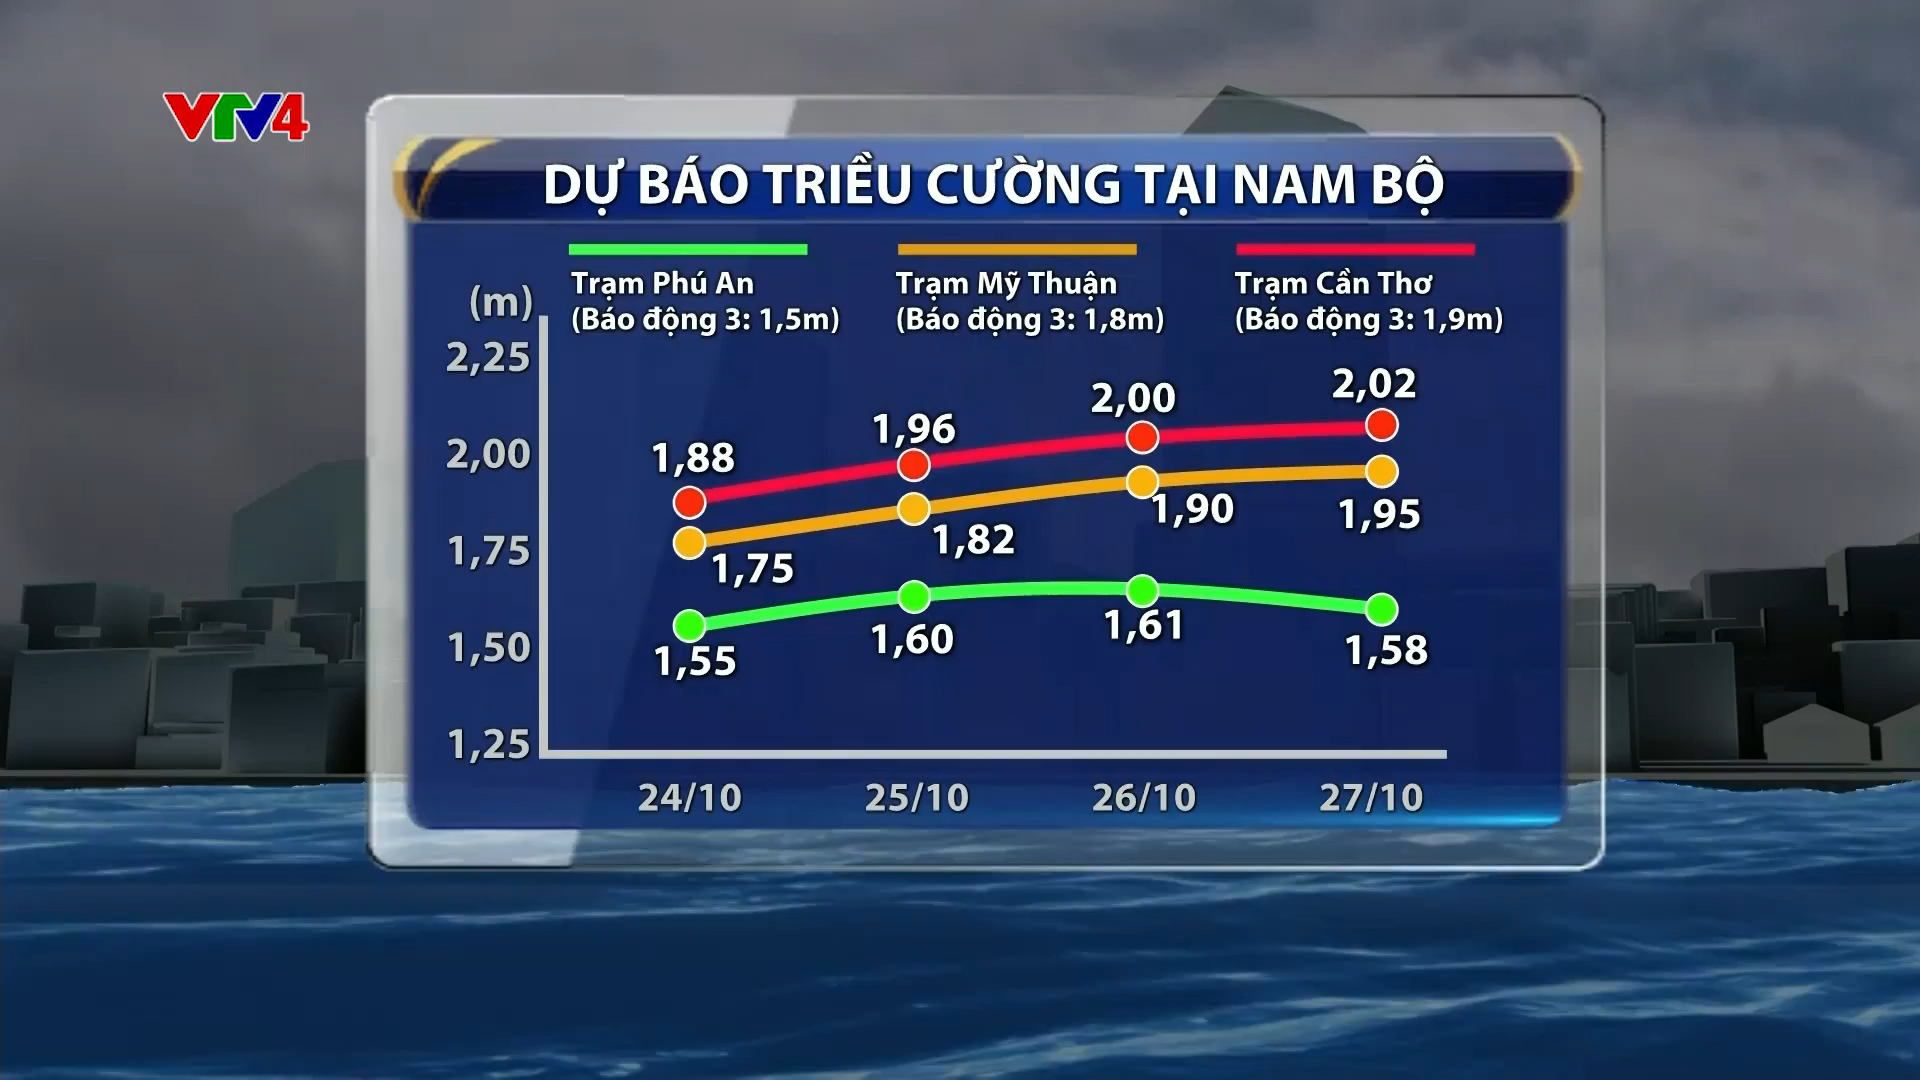 VTV4
DỰ BÁO TRIỀU CƯỜNG TẠI NAM BỘ
Trạm Phú An
(Báo động 3: 1,5m)
Trạm Mỹ Thuận
(Báo động 3: 1,8m)
Trạm Cần Thơ
(Báo động 3: 1,9m)
(m)
2,25
2,00
1,75
1,50
1,25
1,88
1,96
2,00
2,02
1,75
1,82
1,90
1,95
1,55
1,60
1,61
1,58
24/10
25/10
26/10
27/10